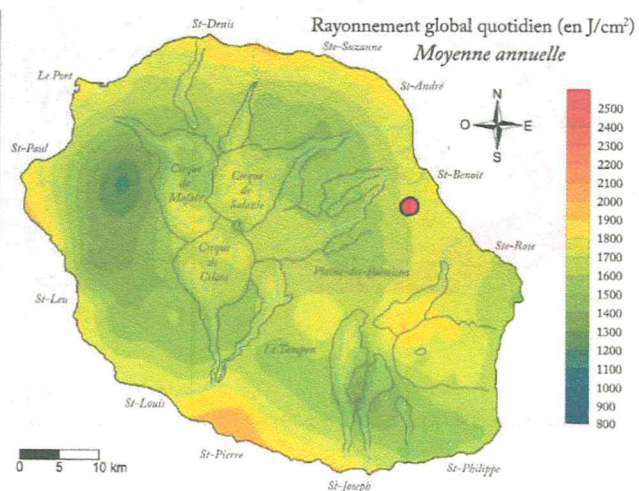 Rayonnement global quotidien (en J/cm²)
Moyenne annuelle
St-Denis
Ste-Suzanne
St-André
Le Port
N
O
E
S
St-Paul
St-Benoit
Cirque
de
Mafate
Cirque
de
Salazie
Cirque
de
Cilaos
Plaine-des-Palmistes
Ste-Rose
St-Leu
Le Tampon
St-Louis
St-Pierre
St-Joseph
St-Philippe
0 5 10 km
2500
2400
2300
2200
2100
2000
1900
1800
1700
1600
1500
1400
1300
1200
1100
1000
900
800